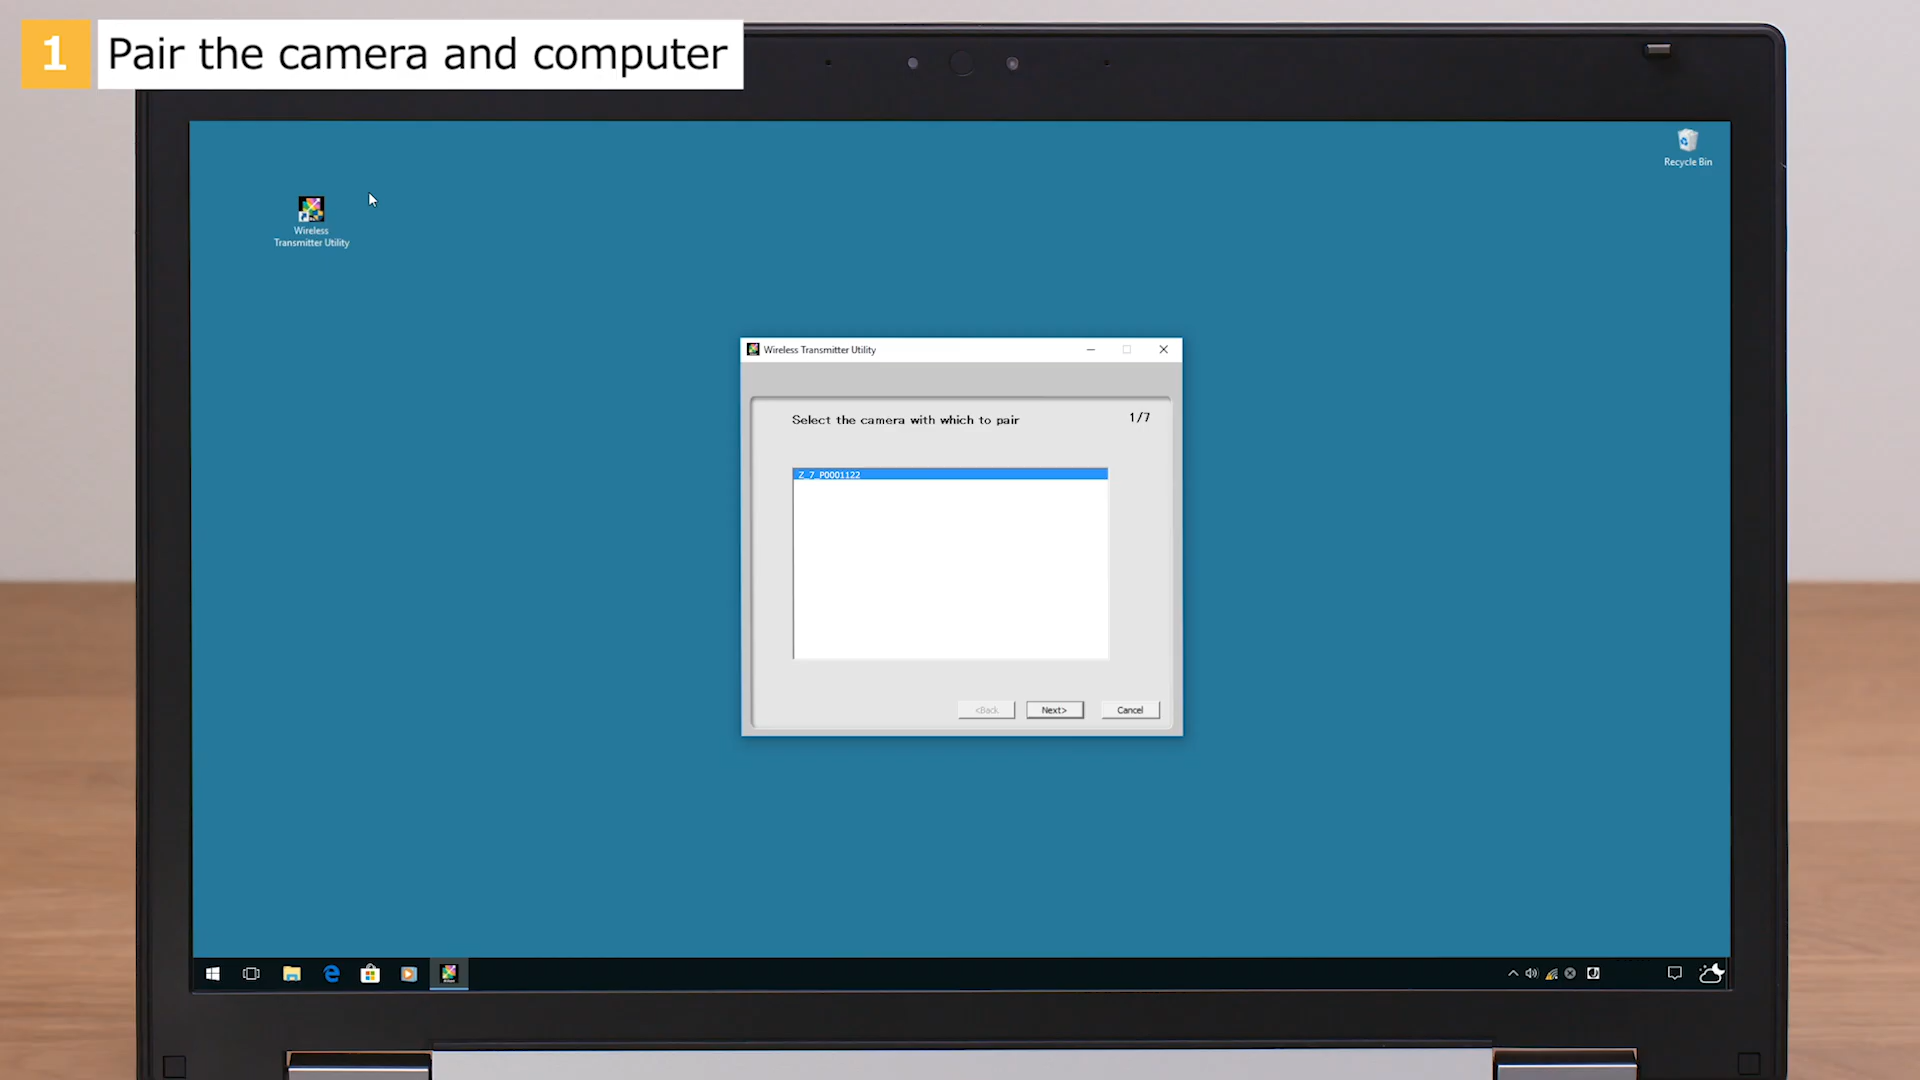 1 Pair the camera and computer
Recycle Bin
Wireless
Transmitter Utility
Wireless Transmitter Utility
Select the camera with which to pair 1/7
Z_7_P0001122
<Back Next> Cancel